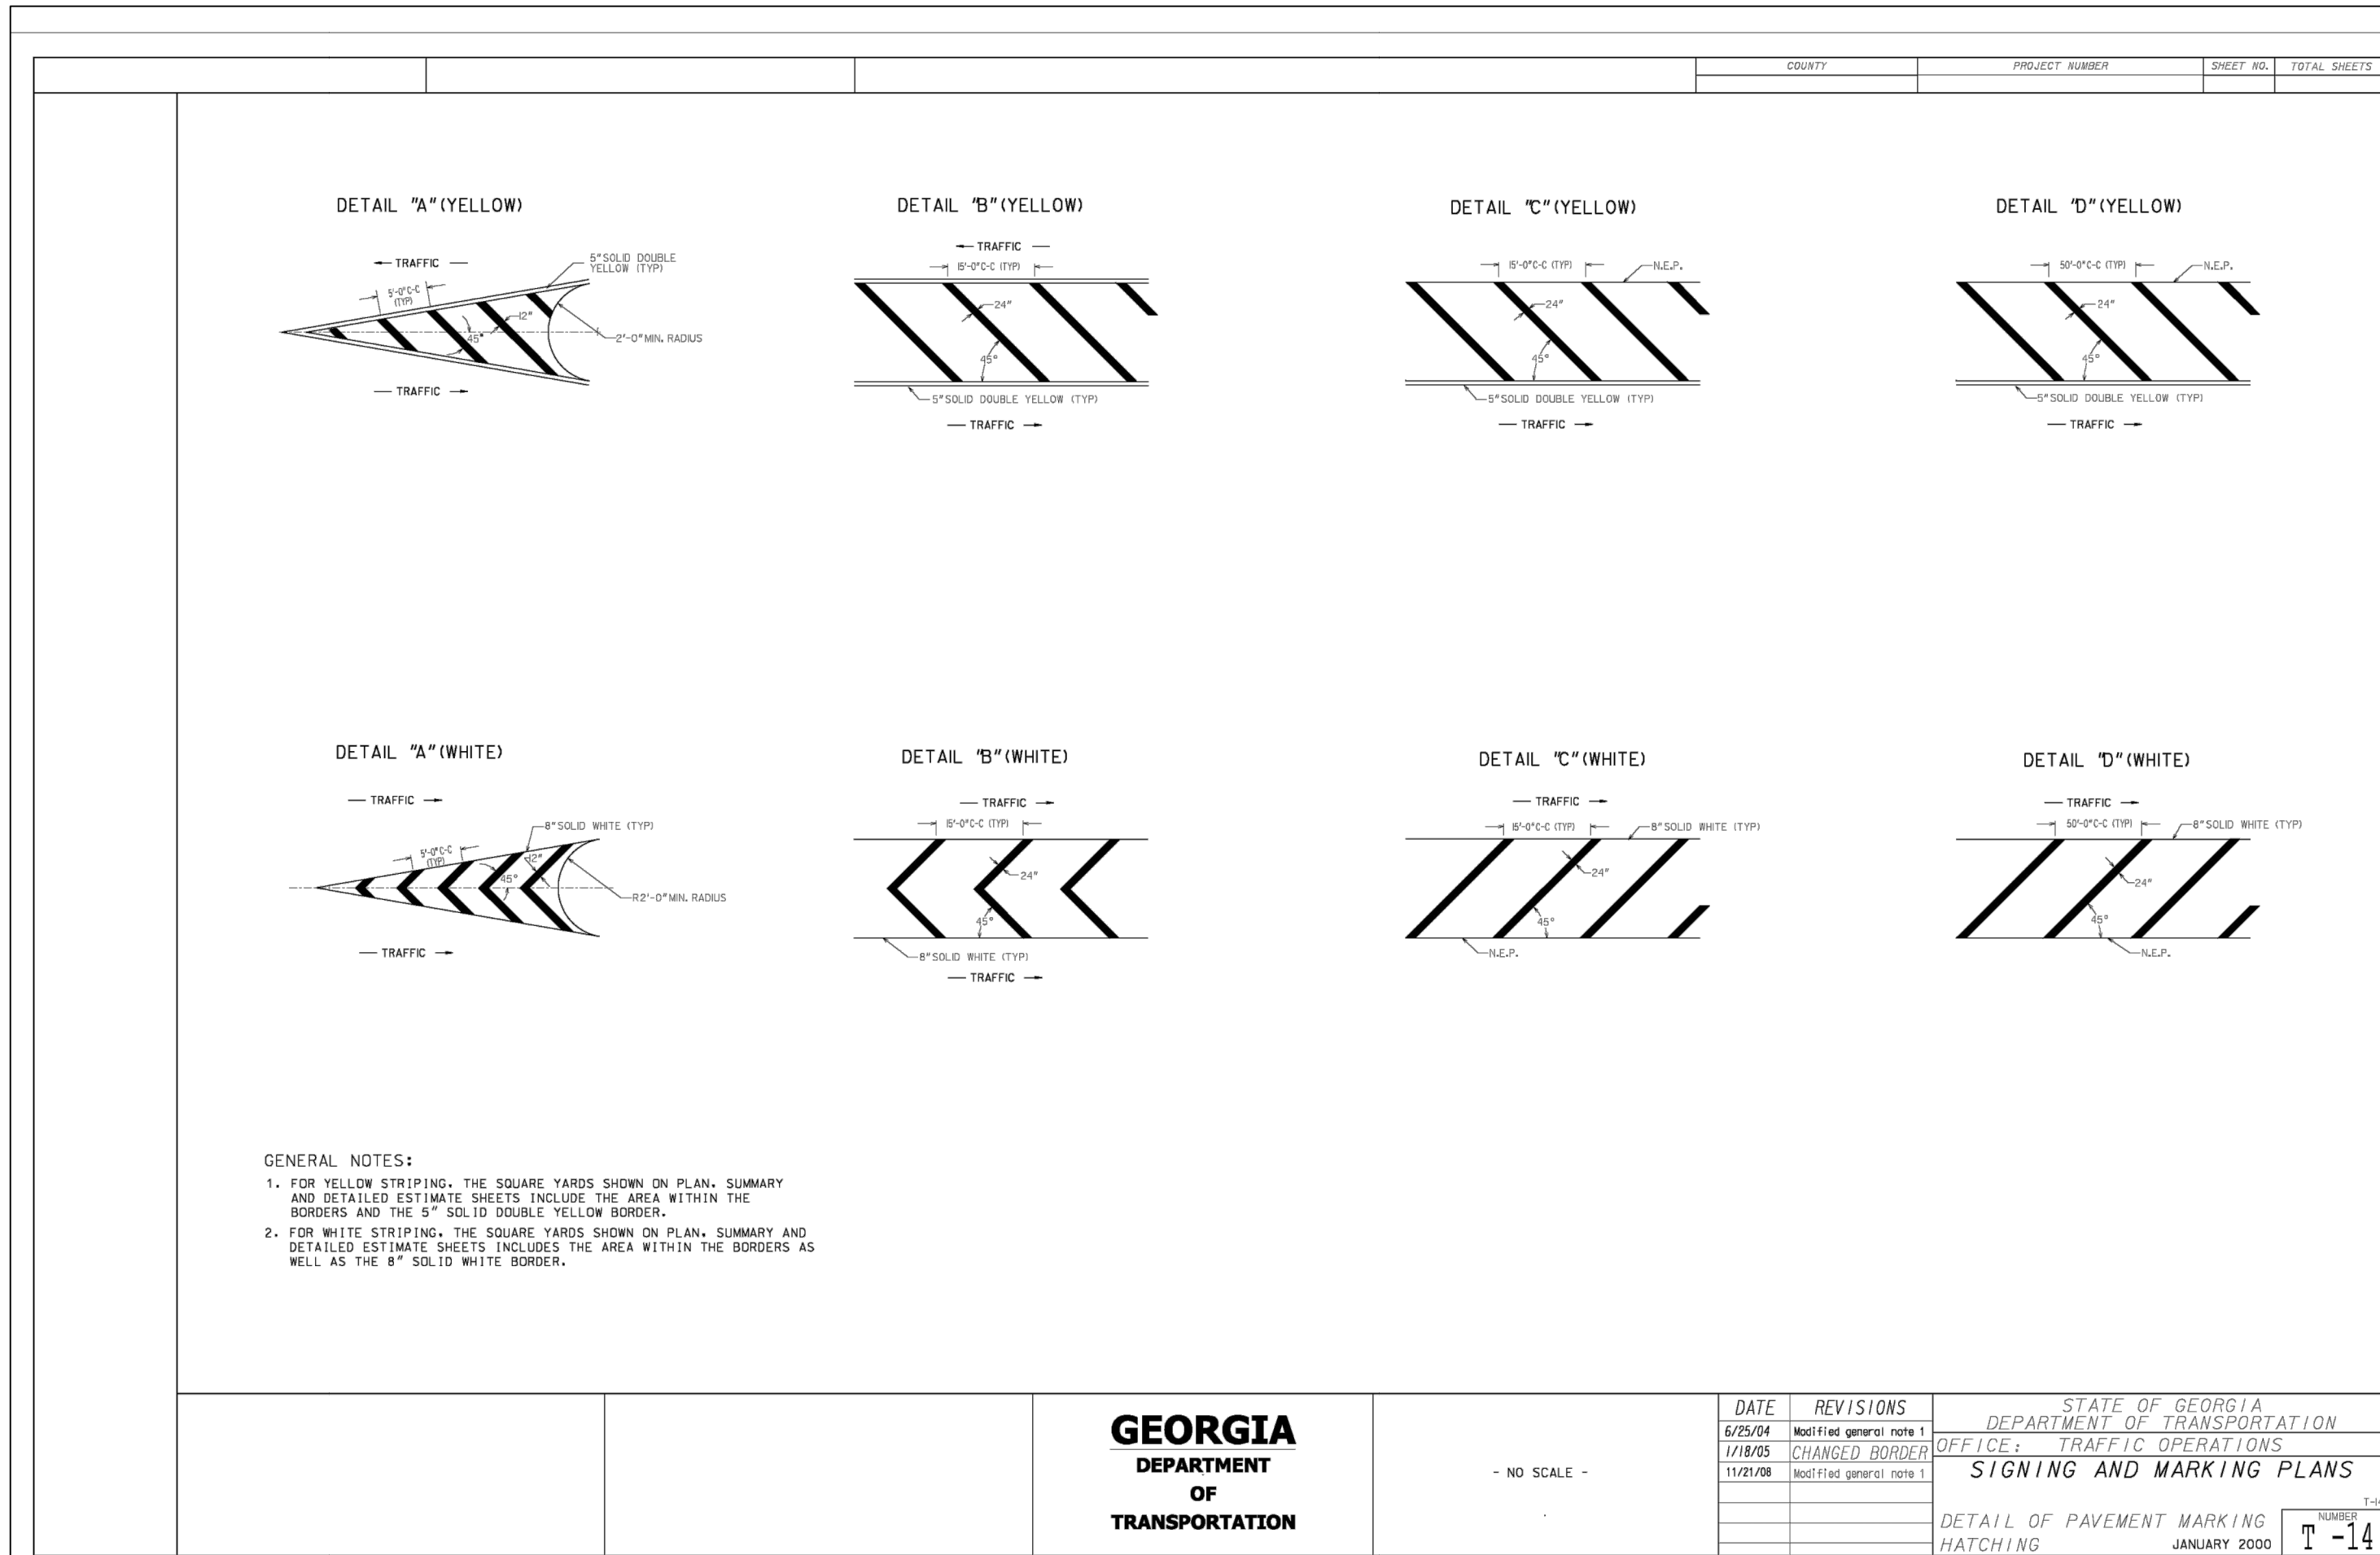 COUNTY PROJECT NUMBER SHEET NO. TOTAL SHEETS
DETAIL "A" (YELLOW)
TRAFFIC
5" SOLID DOUBLE
YELLOW (TYP)
5'-0" C-C
(TYP)
12"
45°
2'-0" MIN. RADIUS
TRAFFIC
DETAIL "B" (YELLOW)
TRAFFIC
15'-0" C-C (TYP)
24"
45°
5" SOLID DOUBLE YELLOW (TYP)
TRAFFIC
DETAIL "C" (YELLOW)
15'-0" C-C (TYP)
N.E.P.
24"
45°
5" SOLID DOUBLE YELLOW (TYP)
TRAFFIC
DETAIL "D" (YELLOW)
50'-0" C-C (TYP)
N.E.P.
24"
45°
5" SOLID DOUBLE YELLOW (TYP)
TRAFFIC
DETAIL "A" (WHITE)
TRAFFIC
8" SOLID WHITE (TYP)
5'-0" C-C
(TYP)
12"
45°
R2'-0" MIN. RADIUS
TRAFFIC
DETAIL "B" (WHITE)
TRAFFIC
15'-0" C-C (TYP)
24"
45°
8" SOLID WHITE (TYP)
TRAFFIC
DETAIL "C" (WHITE)
TRAFFIC
15'-0" C-C (TYP)
8" SOLID WHITE (TYP)
24"
45°
N.E.P.
DETAIL "D" (WHITE)
TRAFFIC
50'-0" C-C (TYP)
8" SOLID WHITE (TYP)
24"
45°
N.E.P.
GENERAL NOTES:
1. FOR YELLOW STRIPING, THE SQUARE YARDS SHOWN ON PLAN, SUMMARY
AND DETAILED ESTIMATE SHEETS INCLUDE THE AREA WITHIN THE
BORDERS AND THE 5" SOLID DOUBLE YELLOW BORDER.
2. FOR WHITE STRIPING, THE SQUARE YARDS SHOWN ON PLAN, SUMMARY AND
DETAILED ESTIMATE SHEETS INCLUDES THE AREA WITHIN THE BORDERS AS
WELL AS THE 8" SOLID WHITE BORDER.
GEORGIA
DEPARTMENT
OF
TRANSPORTATION
- NO SCALE -
DATE REVISIONS
6/25/04 Modified general note 1
1/18/05 CHANGED BORDER
11/21/08 Modified general note 1
STATE OF GEORGIA
DEPARTMENT OF TRANSPORTATION
OFFICE: TRAFFIC OPERATIONS
SIGNING AND MARKING PLANS
DETAIL OF PAVEMENT MARKING
HATCHING
JANUARY 2000
NUMBER
T -14